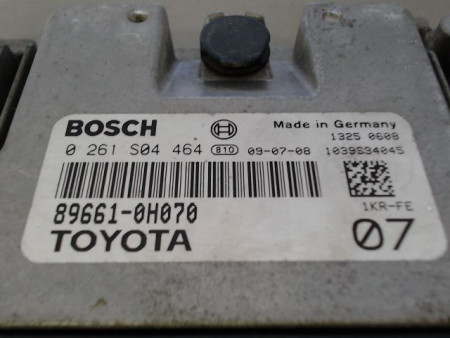 BOSCH Made in Germany
1325 0608
0 261 S04 464 810 09-07-08 1039S34045
89661-0H070 1KR-FE
TOYOTA 07